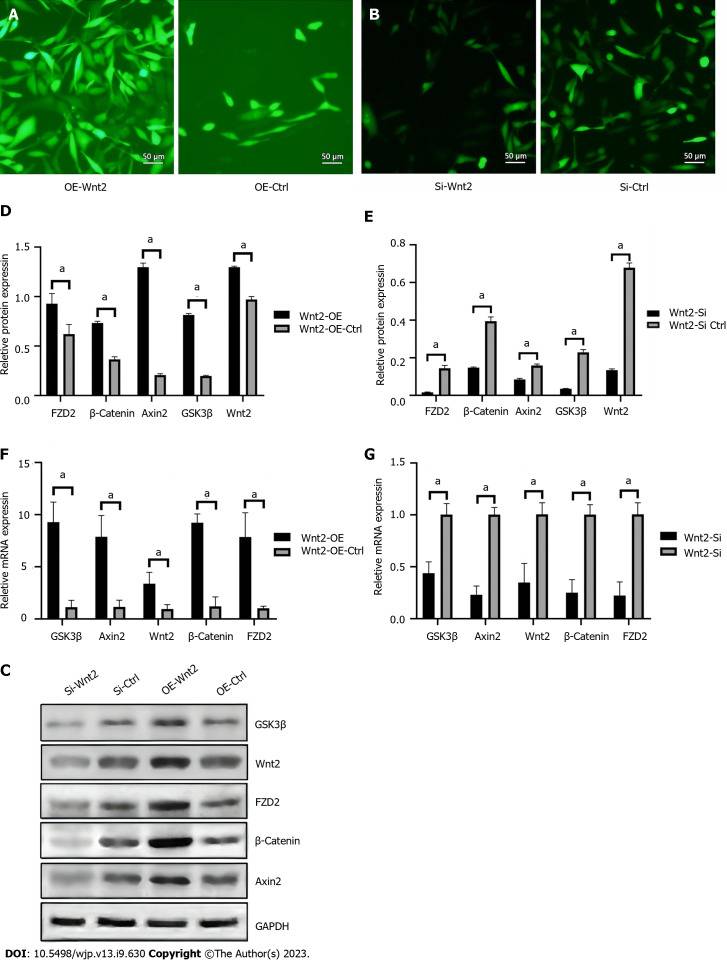 A
B
50 µm
50 µm
50 µm
50 µm
OE-Wnt2
OE-Ctrl
Si-Wnt2
Si-Ctrl
D
Reletive protein expressin
1.5
1.0
0.5
0.0
a
a
a
a
a
FZD2
β-Catenin
Axin2
GSK3β
Wnt2
Wnt2-OE
Wnt2-OE-Ctrl
E
Reletive protein expressin
0.8
0.6
0.4
0.2
0.0
a
a
a
a
a
FZD2
β-Catenin
Axin2
GSK3β
Wnt2
Wnt2-Si
Wnt2-Si Ctrl
F
Reletive mRNA expressin
15
10
5
0
a
a
a
a
a
GSK3β
Axin2
Wnt2
β-Catenin
FZD2
Wnt2-OE
Wnt2-OE-Ctrl
G
Reletive mRNA expressin
1.5
1.0
0.5
0.0
a
a
a
a
a
GSK3β
Axin2
Wnt2
β-Catenin
FZD2
Wnt2-Si
Wnt2-Si
C
Si-Wnt2
Si-Ctrl
OE-Wnt2
OE-Ctrl
GSK3β
Wnt2
FZD2
β-Catenin
Axin2
GAPDH
DOI: 10.5498/wjp.v13.i9.630 Copyright ©The Author(s) 2023.